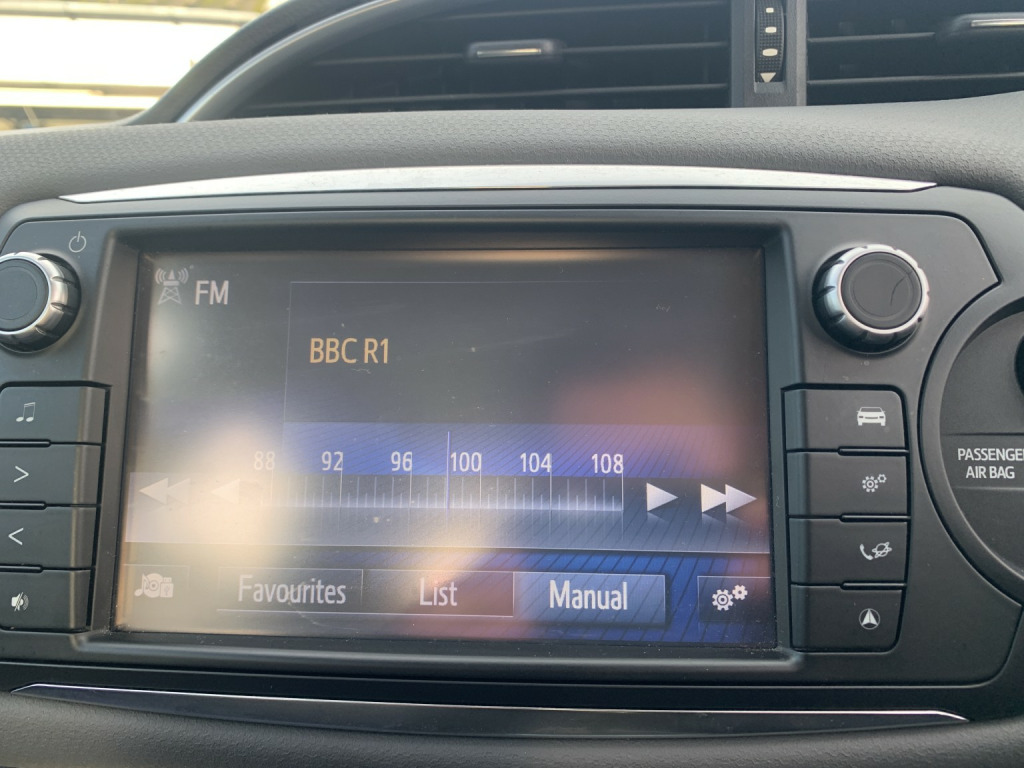 FM
BBC R1
88 92 96 100 104 108
Favourites List Manual
PASSENGER
AIR BAG